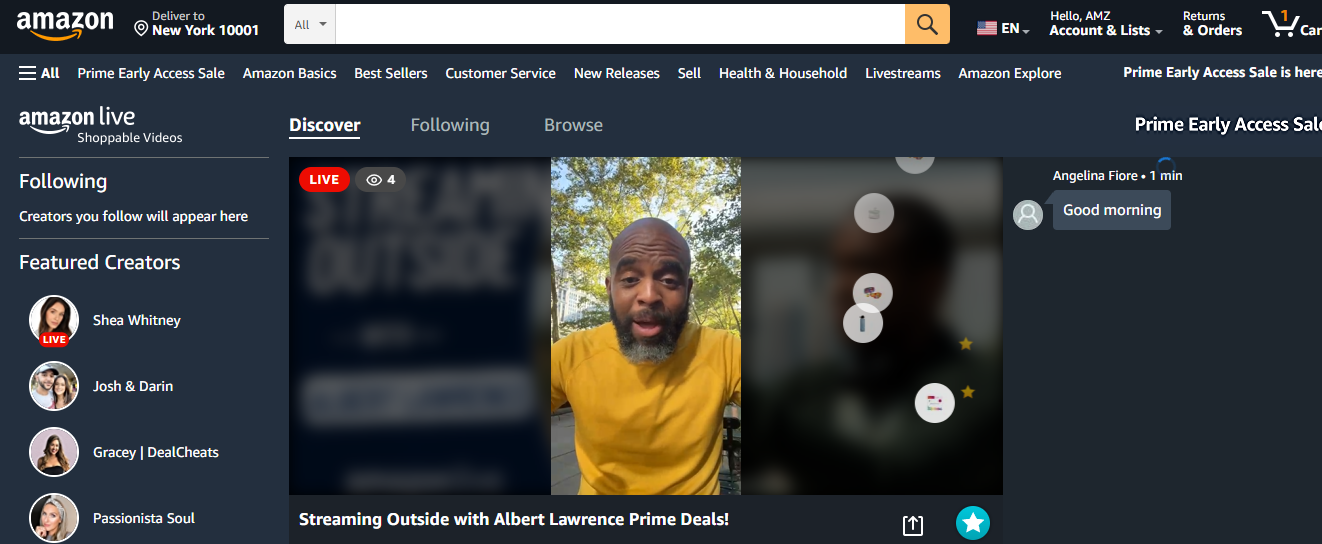 amazon
Deliver to
New York 10001
All
EN
Hello, AMZ
Account & Lists
Returns
& Orders
1
All
Prime Early Access Sale
Amazon Basics
Best Sellers
Customer Service
New Releases
Sell
Health & Household
Livestreams
Amazon Explore
Prime Early Access Sale is here
amazon live
Shoppable Videos
Discover
Following
Browse
Prime Early Access
Following
Creators you follow will appear here
Featured Creators
Shea Whitney
LIVE
Josh & Darin
Gracey | DealCheats
Passionista Soul
LIVE
4
STREAMING
OUTSIDE
Streaming Outside with Albert Lawrence Prime Deals!
Angelina Fiore • 1 min
Good morning